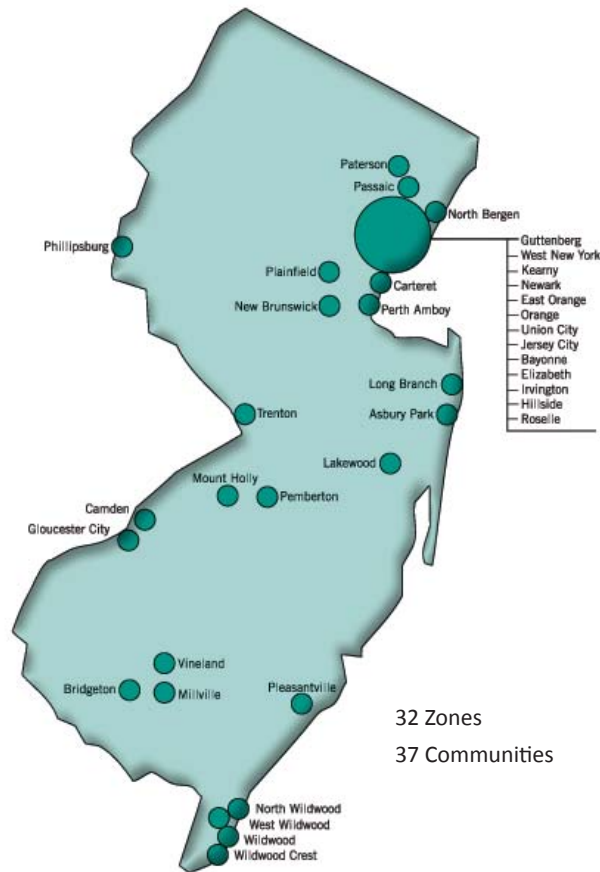 Paterson
Passaic
North Bergen
Phillipsburg
Guttenberg
West New York
Kearny
Newark
East Orange
Orange
Union City
Jersey City
Bayonne
Elizabeth
Irvington
Hillside
Roselle
Plainfield
Carteret
New Brunswick
Perth Amboy
Long Branch
Trenton
Asbury Park
Lakewood
Mount Holly
Pemberton
Camden
Gloucester City
Vineland
Bridgeton
Millville
Pleasantville
32 Zones
37 Communities
North Wildwood
West Wildwood
Wildwood
Wildwood Crest